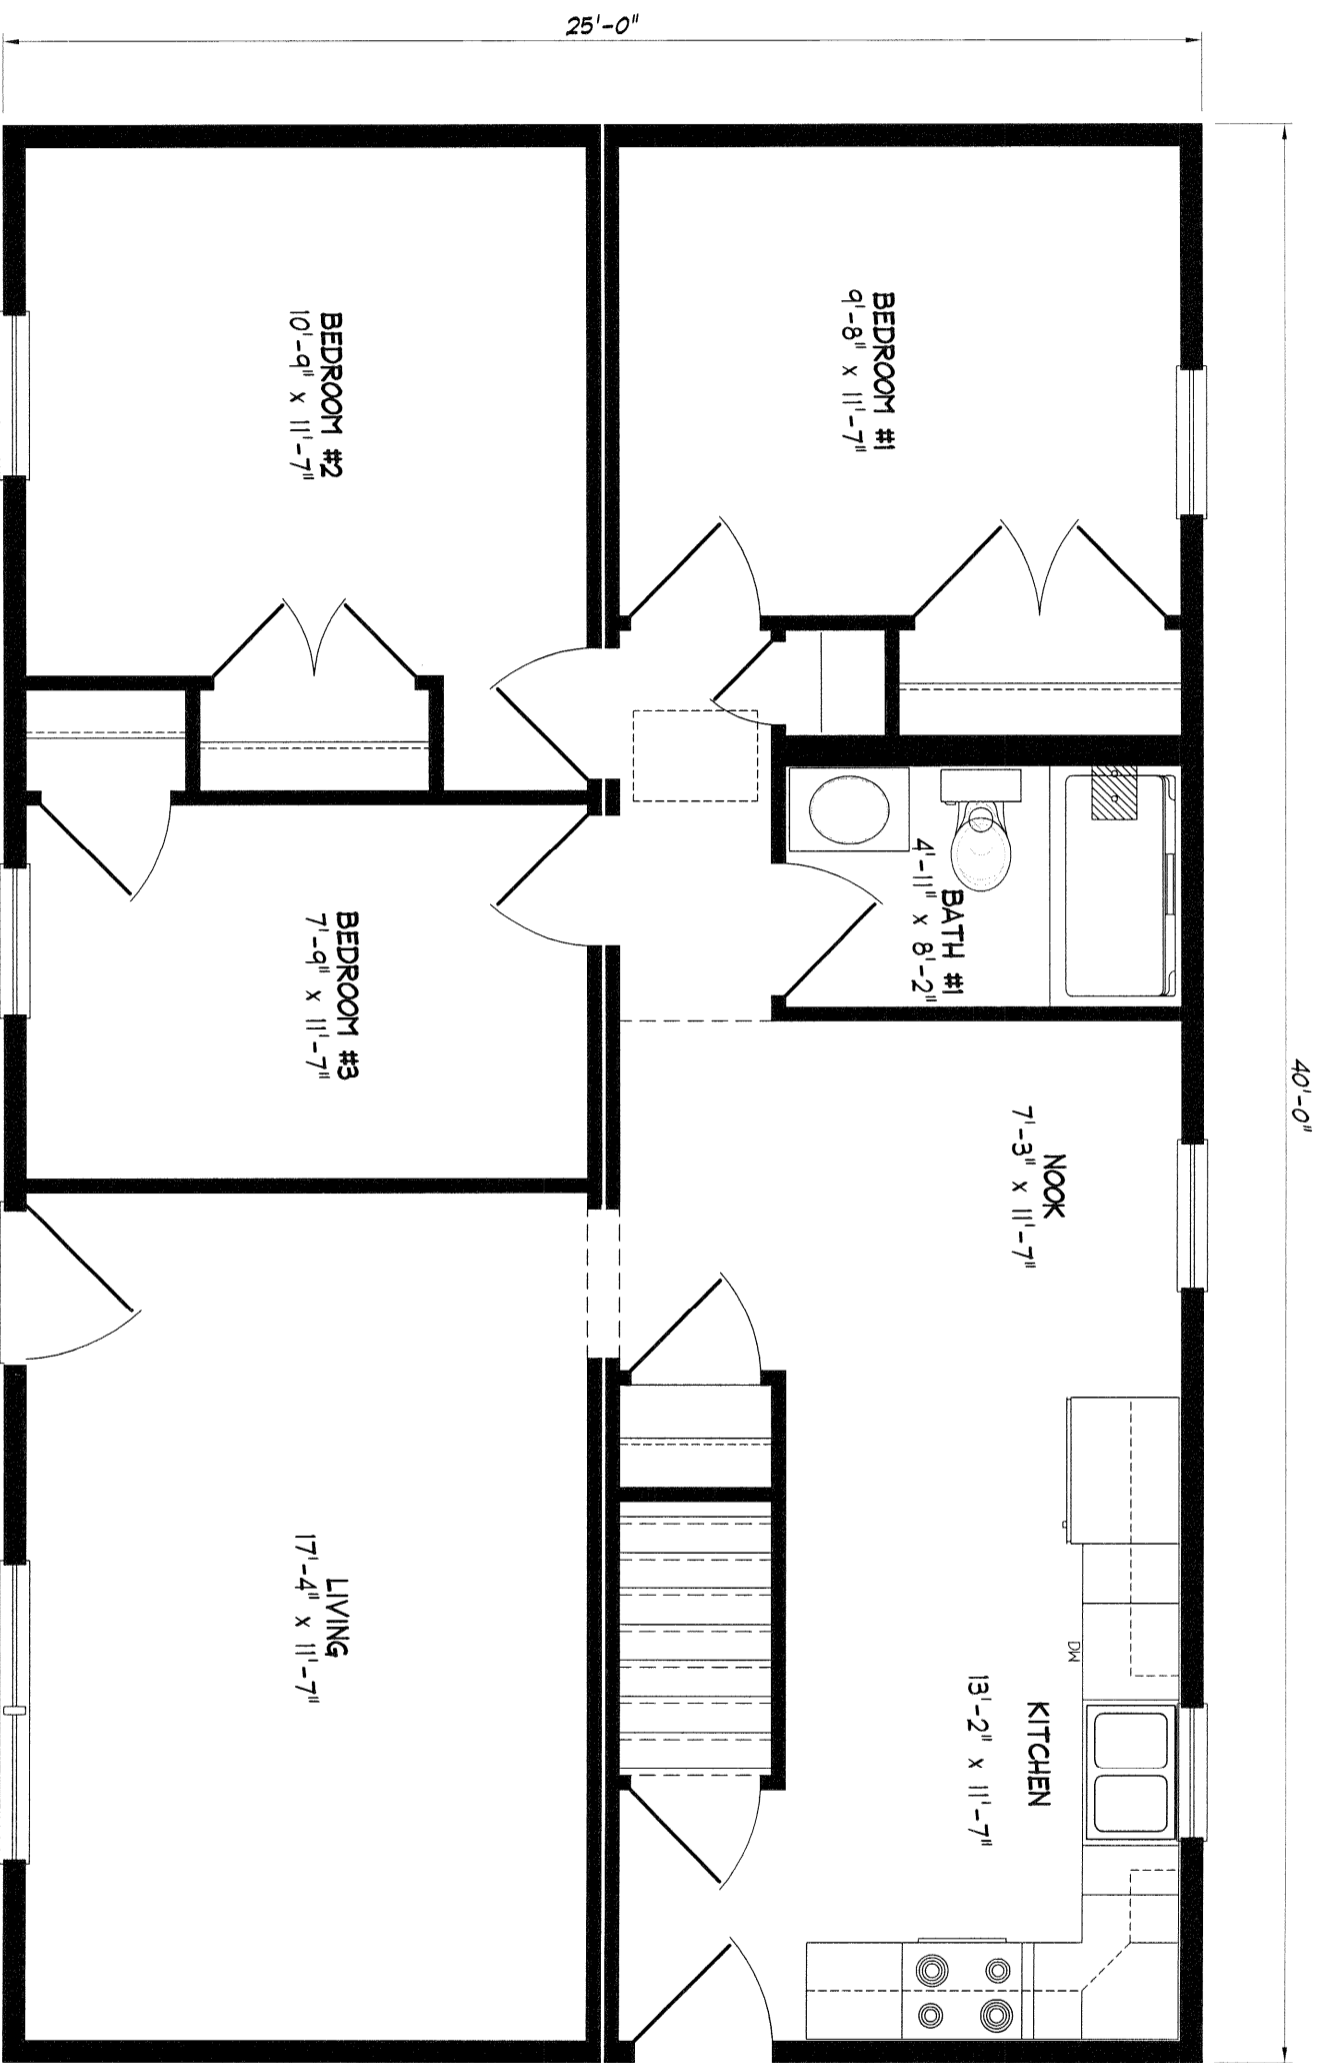 40'-0"
25'-0"
BEDROOM #1
9'-8" x 11'-7"
BATH #1
4'-11" x 8'-2"
NOOK
7'-3" x 11'-7"
KITCHEN
13'-2" x 11'-7"
DW
BEDROOM #2
10'-9" x 11'-7"
BEDROOM #3
7'-9" x 11'-7"
LIVING
17'-4" x 11'-7"